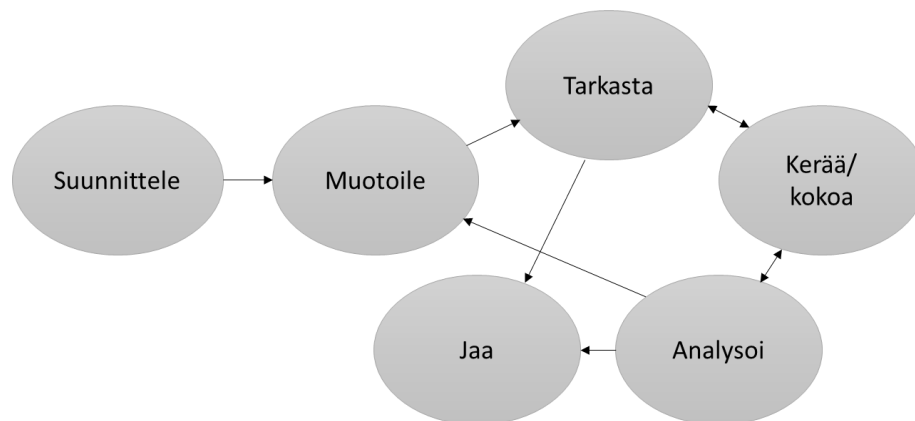 Suunnittele
Muotoile
Tarkasta
Kerää/
kokoa
Analysoi
Jaa